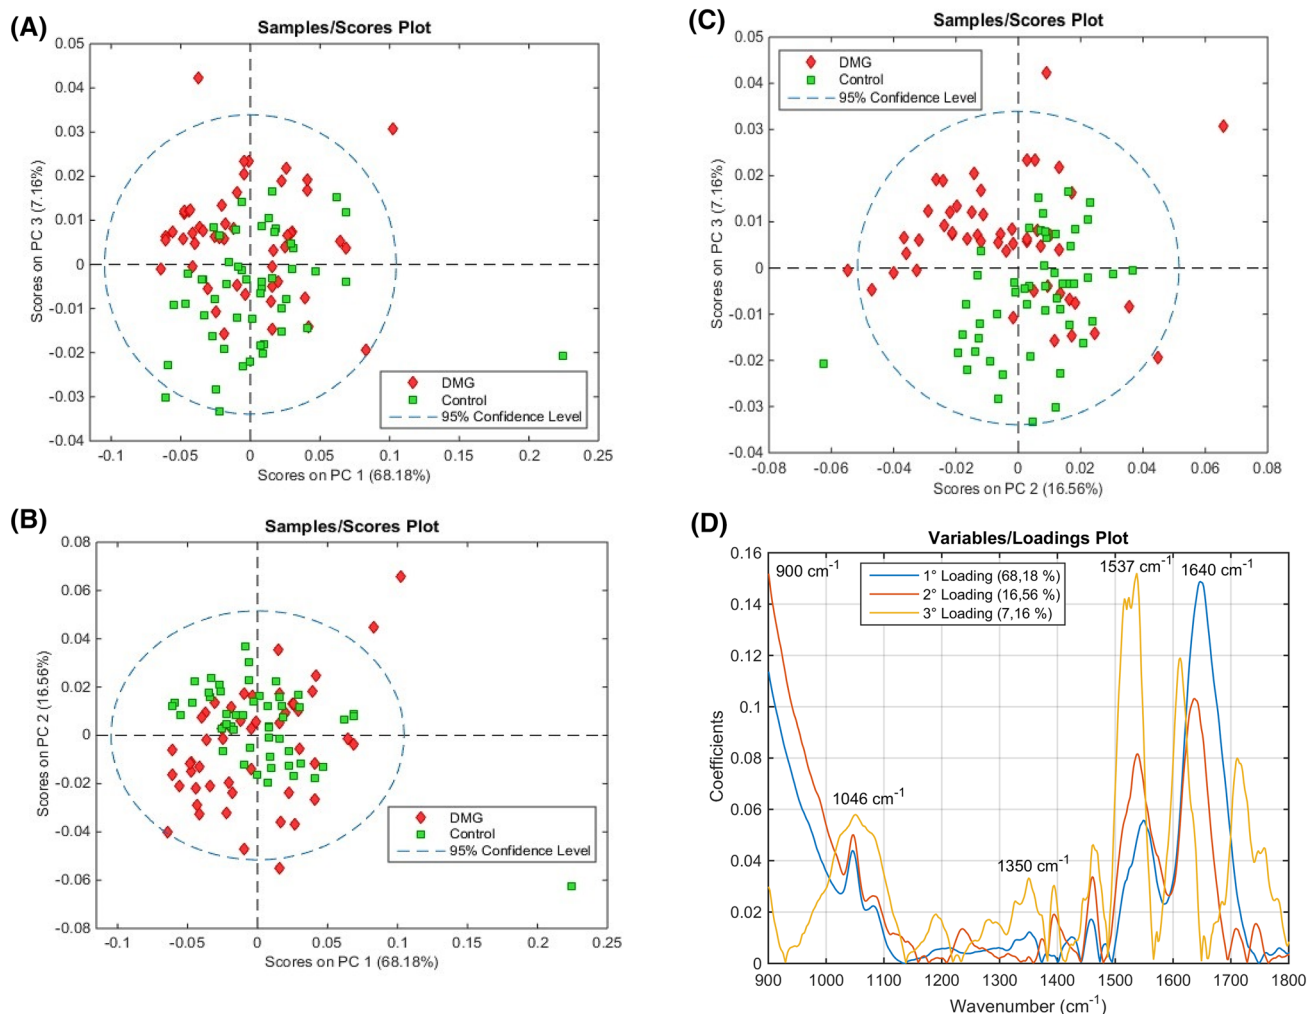 (A)
Samples/Scores Plot
0.05
0.04
0.03
0.02
0.01
0
-0.01
-0.02
-0.03
-0.04
Scores on PC 3 (7.16%)
-0.1
-0.05
0
0.05
0.1
0.15
0.2
0.25
Scores on PC 1 (68.18%)
DMG
Control
95% Confidence Level
(B)
Samples/Scores Plot
0.08
0.06
0.04
0.02
0
-0.02
-0.04
-0.06
-0.08
Scores on PC 2 (16.56%)
-0.1
-0.05
0
0.05
0.1
0.15
0.2
0.25
Scores on PC 1 (68.18%)
DMG
Control
95% Confidence Level
(C)
Samples/Scores Plot
0.05
0.04
0.03
0.02
0.01
0
-0.01
-0.02
-0.03
-0.04
Scores on PC 3 (7.16%)
-0.08
-0.06
-0.04
-0.02
0
0.02
0.04
0.06
0.08
Scores on PC 2 (16.56%)
DMG
Control
95% Confidence Level
(D)
Variables/Loadings Plot
0.16
0.14
0.12
0.1
0.08
0.06
0.04
0.02
0
Coefficients
900 cm-1
1° Loading (68,18 %)
2° Loading (16,56 %)
3° Loading (7,16 %)
1537 cm-1
1640 cm-1
1046 cm-1
1350 cm-1
900
1000
1100
1200
1300
1400
1500
1600
1700
1800
Wavenumber (cm-1)